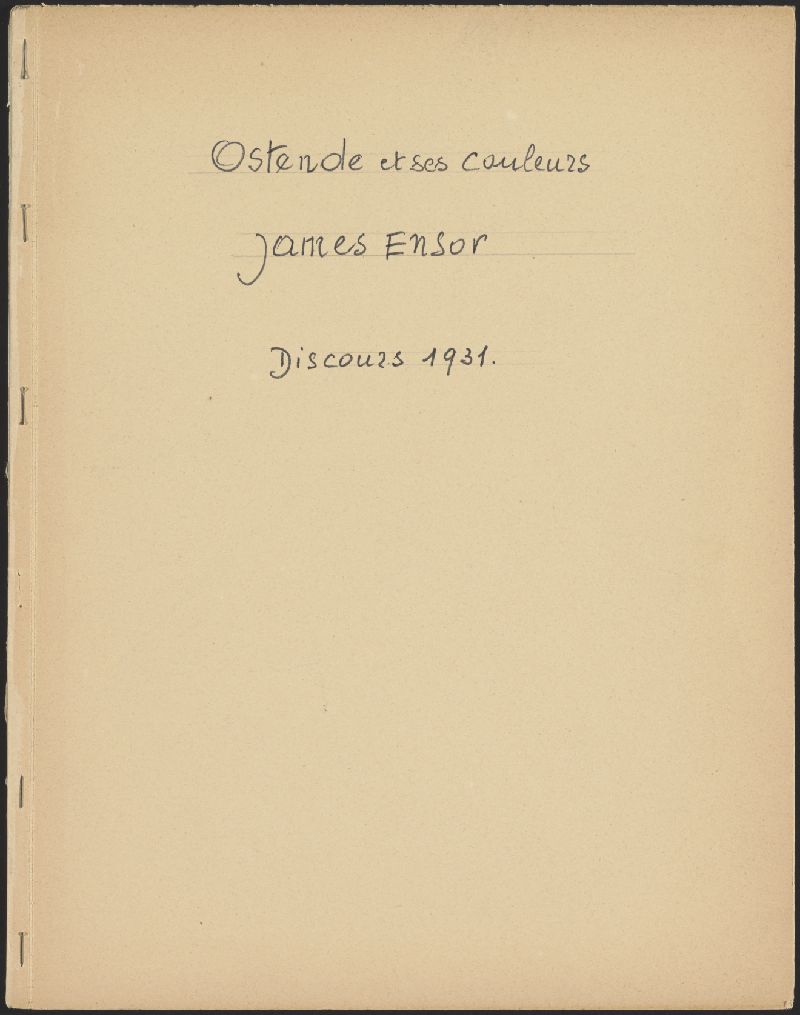 Ostende et ses couleurs
James Ensor
Discours 1931.